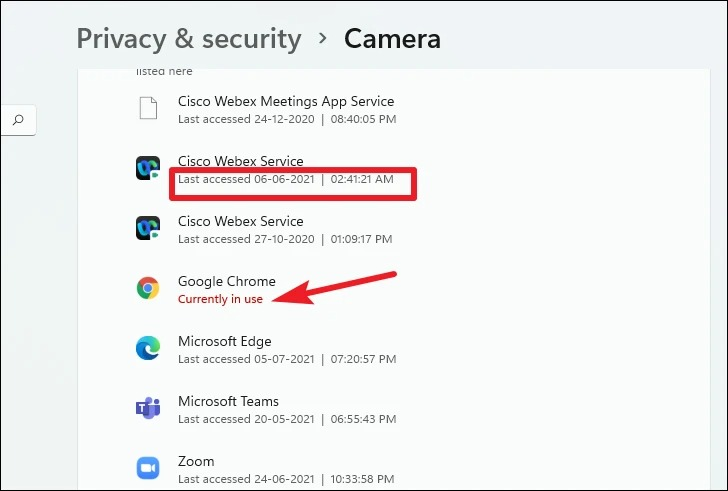 Privacy & security > Camera
listed here
Cisco Webex Meetings App Service
Last accessed 24-12-2020 | 08:40:05 PM
Cisco Webex Service
Last accessed 06-06-2021 | 02:41:21 AM
Cisco Webex Service
Last accessed 27-10-2020 | 01:09:17 PM
Google Chrome
Currently in use
Microsoft Edge
Last accessed 05-07-2021 | 07:20:57 PM
Microsoft Teams
Last accessed 20-05-2021 | 06:55:43 PM
Zoom
Last accessed 24-06-2021 | 10:33:58 PM